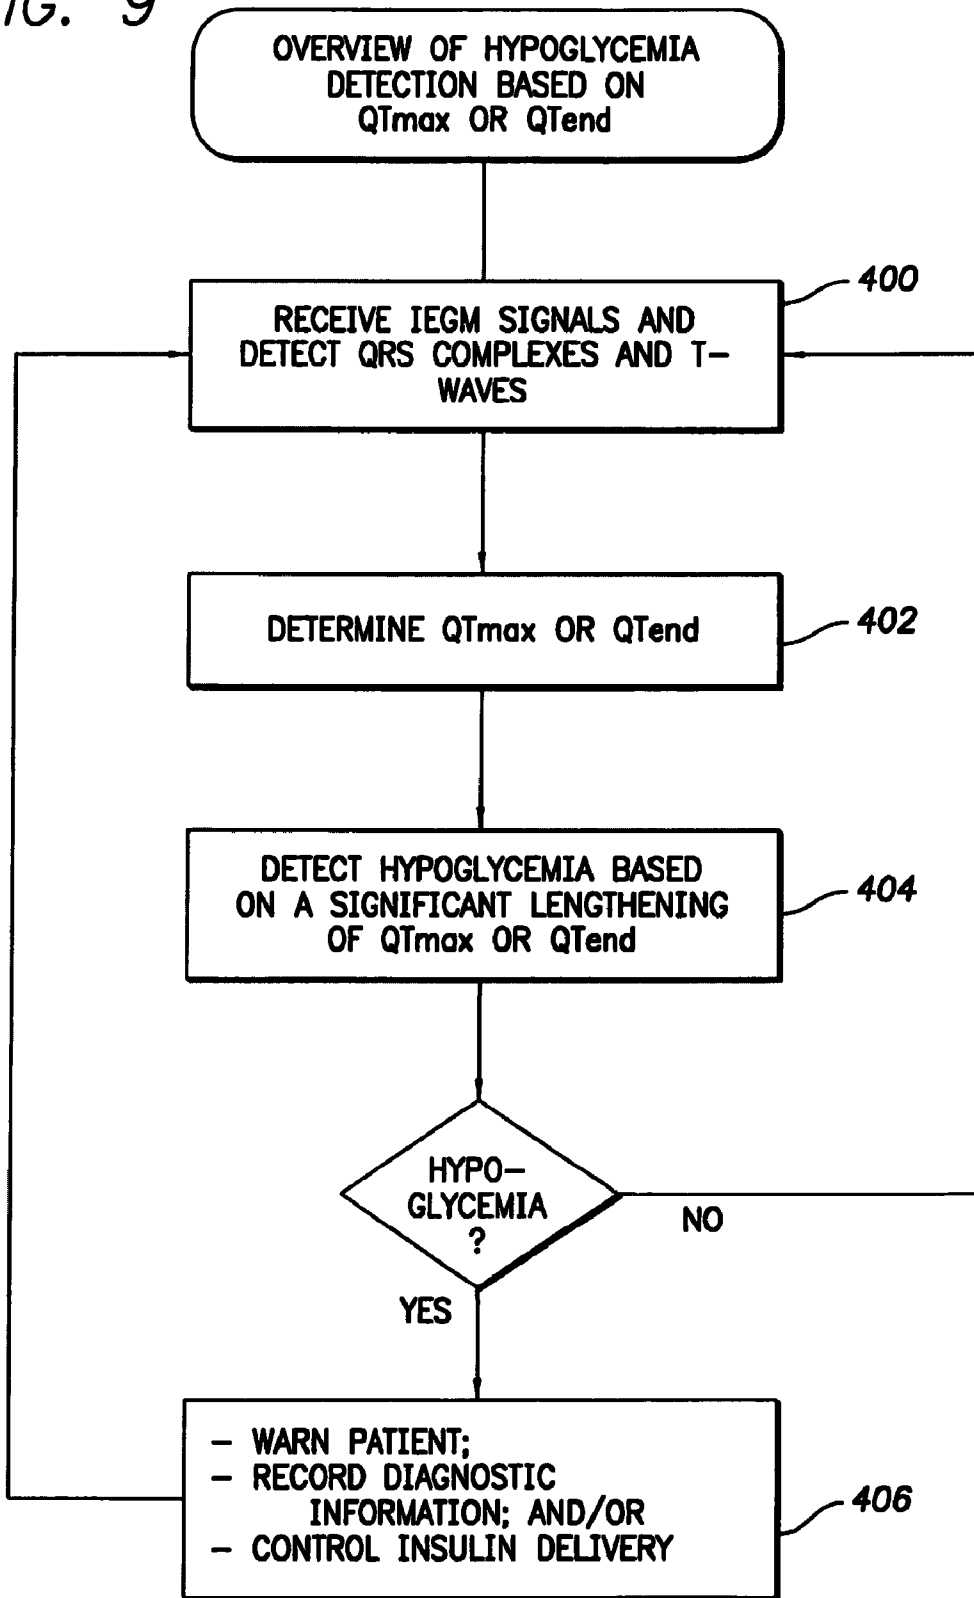 FIG. 9
OVERVIEW OF HYPOGLYCEMIA
DETECTION BASED ON
QTmax OR QTend
400
RECEIVE IEGM SIGNALS AND
DETECT QRS COMPLEXES AND T-
WAVES
DETERMINE QTmax OR QTend
402
DETECT HYPOGLYCEMIA BASED
ON A SIGNIFICANT LENGTHENING
OF QTmax OR QTend
404
HYPO-
GLYCEMIA
?
NO
YES
- WARN PATIENT;
- RECORD DIAGNOSTIC
INFORMATION; AND/OR
- CONTROL INSULIN DELIVERY
406